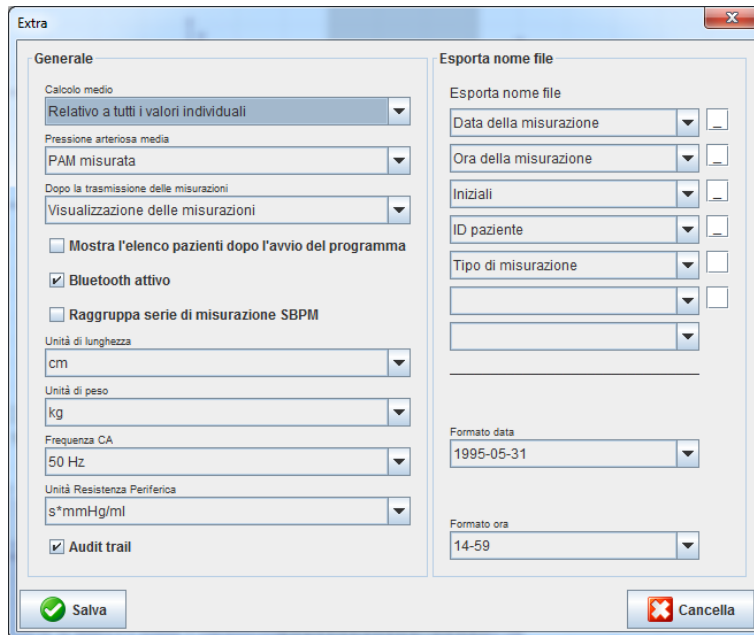 Extra
Generale
Calcolo medio
Relativo a tutti i valori individuali
Pressione arteriosa media
PAM misurata
Dopo la trasmissione delle misurazioni
Visualizzazione delle misurazioni
Mostra l'elenco pazienti dopo l'avvio del programma
Bluetooth attivo
Raggruppa serie di misurazione SBPM
Unità di lunghezza
cm
Unità di peso
kg
Frequenza CA
50 Hz
Unità Resistenza Periferica
s*mmHg/ml
Audit trail
Esporta nome file
Esporta nome file
Data della misurazione _
Ora della misurazione _
Iniziali _
ID paziente _
Tipo di misurazione
Formato data
1995-05-31
Formato ora
14-59
Salva
Cancella